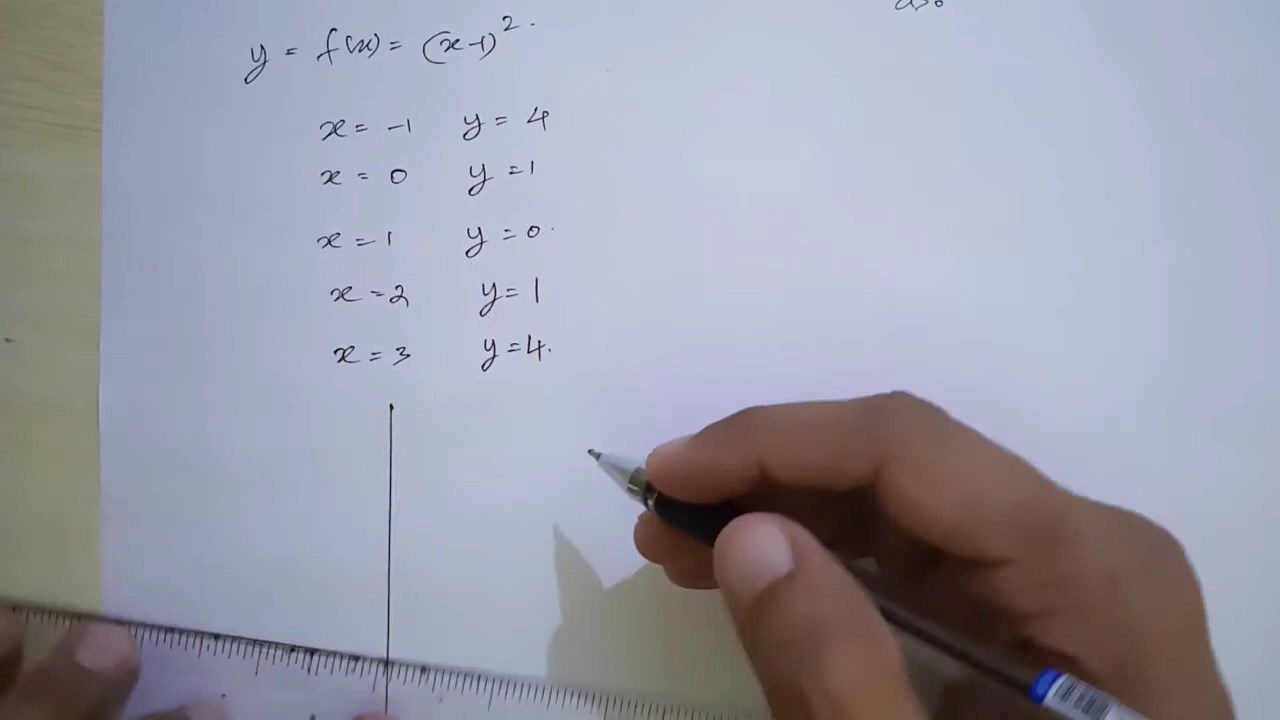 y = f(x) = (x-1)².
x = -1 y = 4
x = 0 y = 1
x = 1 y = 0.
x = 2 y = 1
x = 3 y = 4.